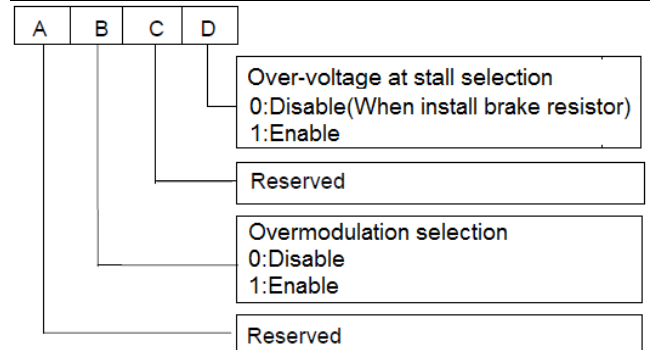 A B C D
Over-voltage at stall selection
0:Disable(When install brake resistor)
1:Enable
Reserved
Overmodulation selection
0:Disable
1:Enable
Reserved